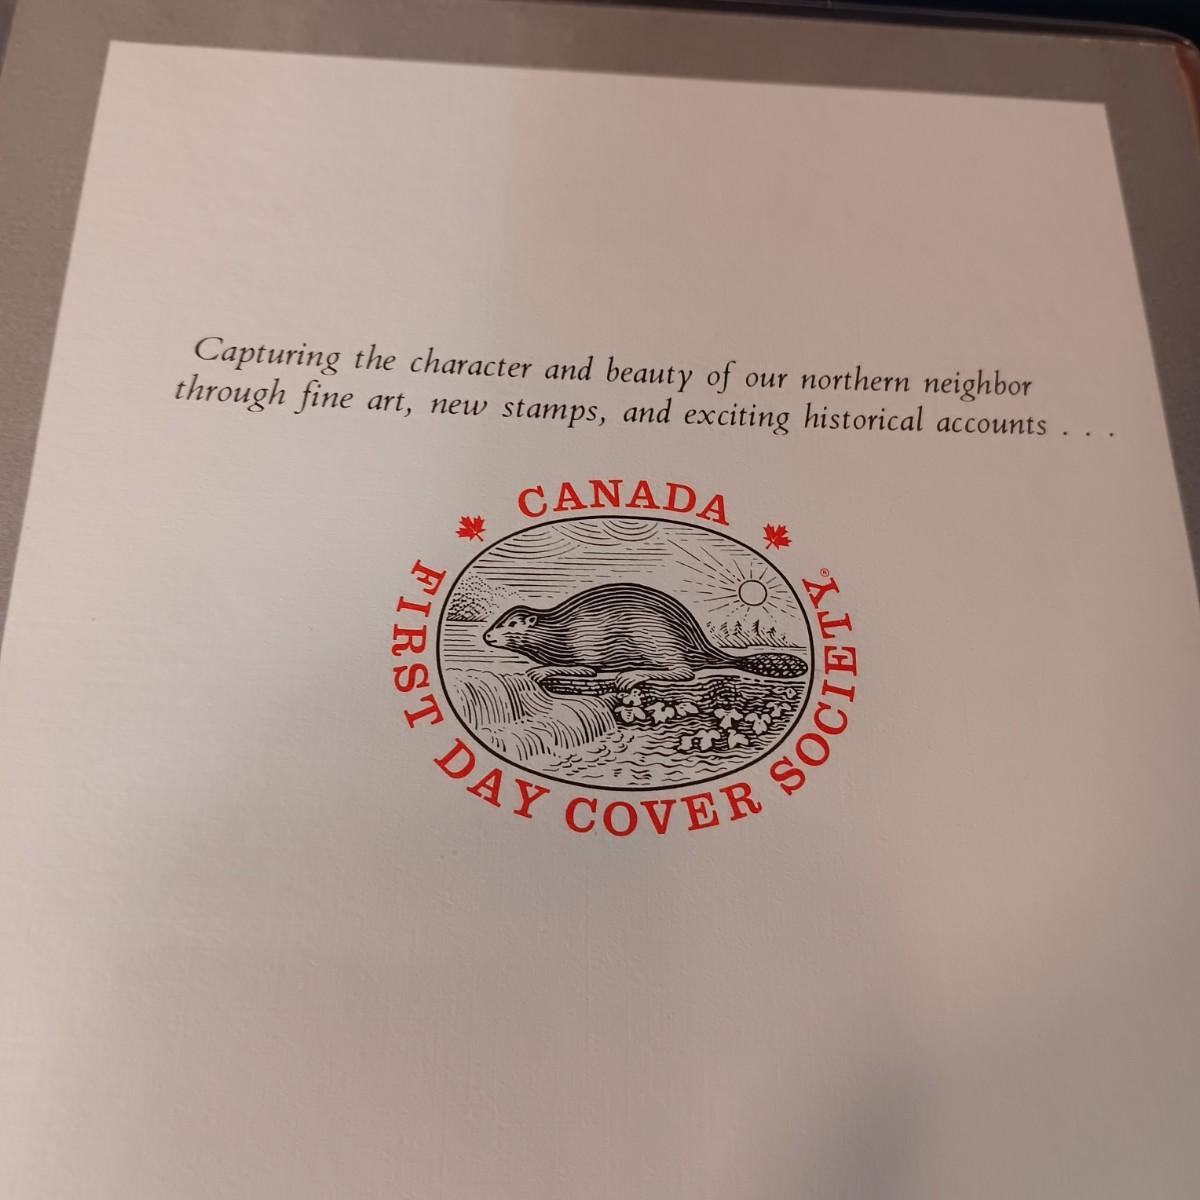 Capturing the character and beauty of our northern neighbor
through fine art, new stamps, and exciting historical accounts . . .
CANADA
FIRST DAY COVER SOCIETY®